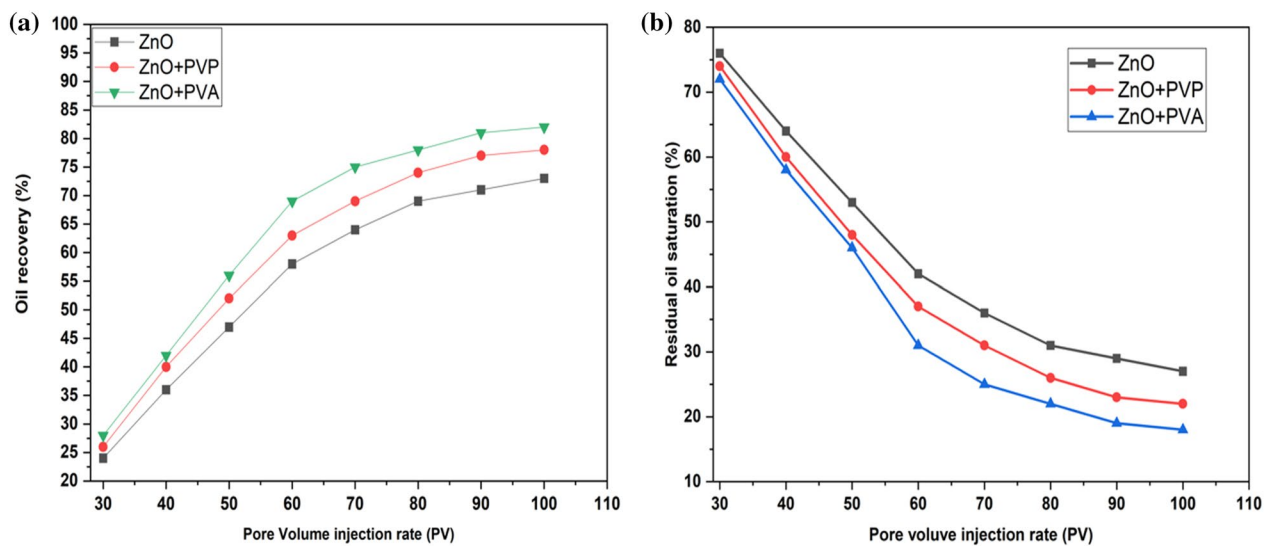 (a)
ZnO
ZnO+PVP
ZnO+PVA
Oil recovery (%)
100
95
90
85
80
75
70
65
60
55
50
45
40
35
30
25
20
30 40 50 60 70 80 90 100 110
Pore Volume injection rate (PV)
(b)
ZnO
ZnO+PVP
ZnO+PVA
Residual oil saturation (%)
80
70
60
50
40
30
20
10
30 40 50 60 70 80 90 100 110
Pore voluve injection rate (PV)